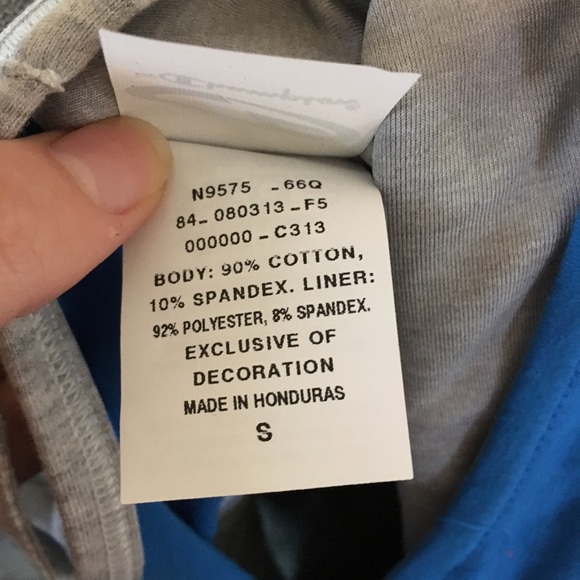 Champion
N9575 -66Q
84-080313-F5
000000-C313
BODY: 90% COTTON,
10% SPANDEX. LINER:
92% POLYESTER, 8% SPANDEX.
EXCLUSIVE OF
DECORATION
MADE IN HONDURAS
S